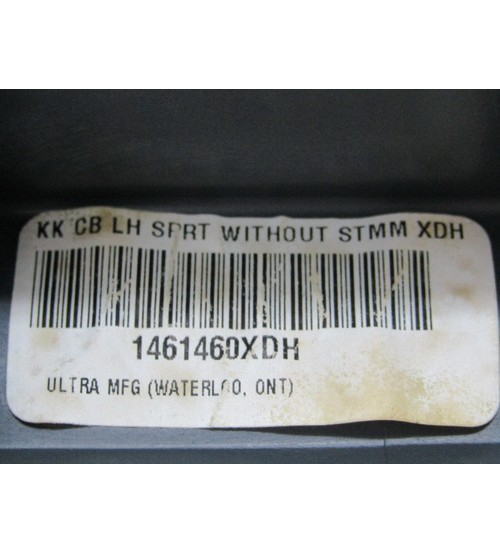 KK CB LH SPRT WITHOUT STMM XDH
1461460XDH
ULTRA MFG (WATERLOO, ONT)